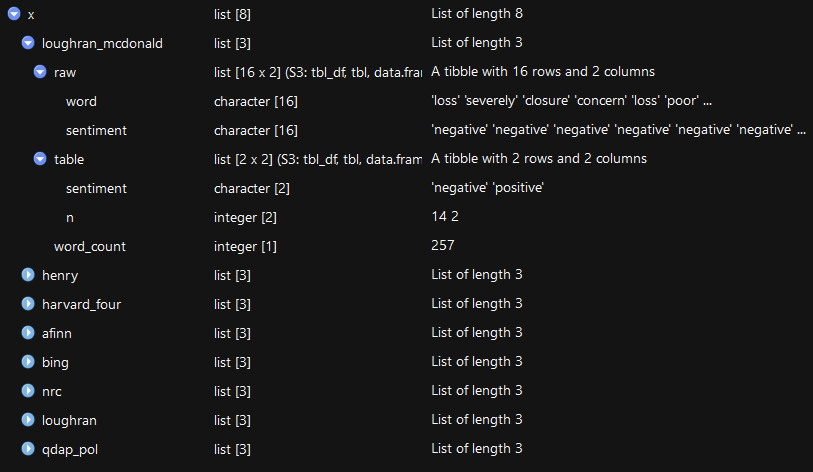 x list [8] List of length 8
loughran_mcdonald list [3] List of length 3
raw list [16 x 2] (S3: tbl_df, tbl, data.fram A tibble with 16 rows and 2 columns
word character [16] 'loss' 'severely' 'closure' 'concern' 'loss' 'poor' ...
sentiment character [16] 'negative' 'negative' 'negative' 'negative' 'negative' 'negative' ...
table list [2 x 2] (S3: tbl_df, tbl, data.fram A tibble with 2 rows and 2 columns
sentiment character [2] 'negative' 'positive'
n integer [2] 14 2
word_count integer [1] 257
henry list [3] List of length 3
harvard_four list [3] List of length 3
afinn list [3] List of length 3
bing list [3] List of length 3
nrc list [3] List of length 3
loughran list [3] List of length 3
qdap_pol list [3] List of length 3